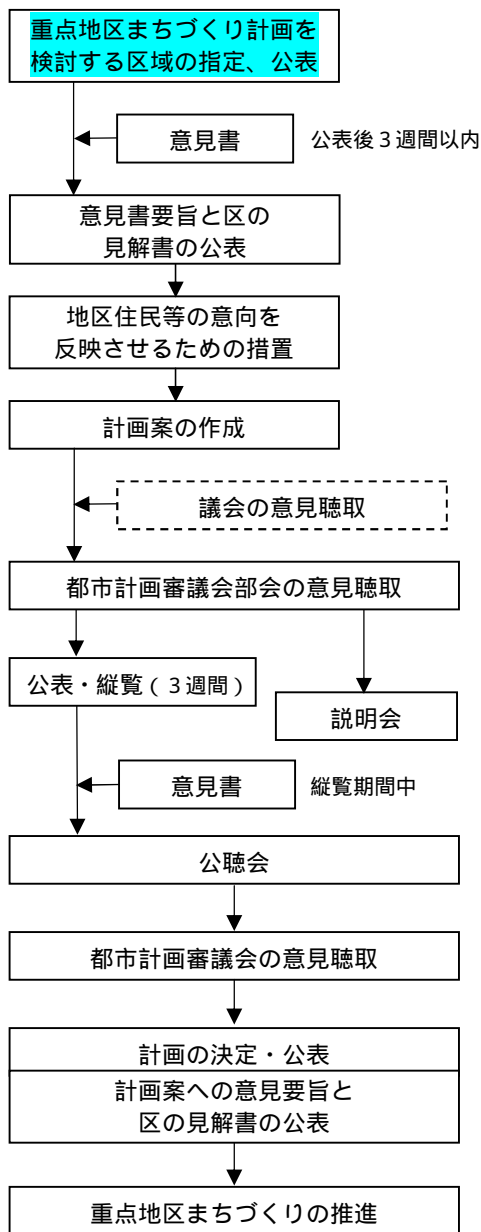 重点地区まちづくり計画を
検討する区域の指定、公表
意見書
公表後３週間以内
意見書要旨と区の
見解書の公表
地区住民等の意向を
反映させるための措置
計画案の作成
議会の意見聴取
都市計画審議会部会の意見聴取
公表・縦覧（３週間）
説明会
意見書
縦覧期間中
公聴会
都市計画審議会の意見聴取
計画の決定・公表
計画案への意見要旨と
区の見解書の公表
重点地区まちづくりの推進